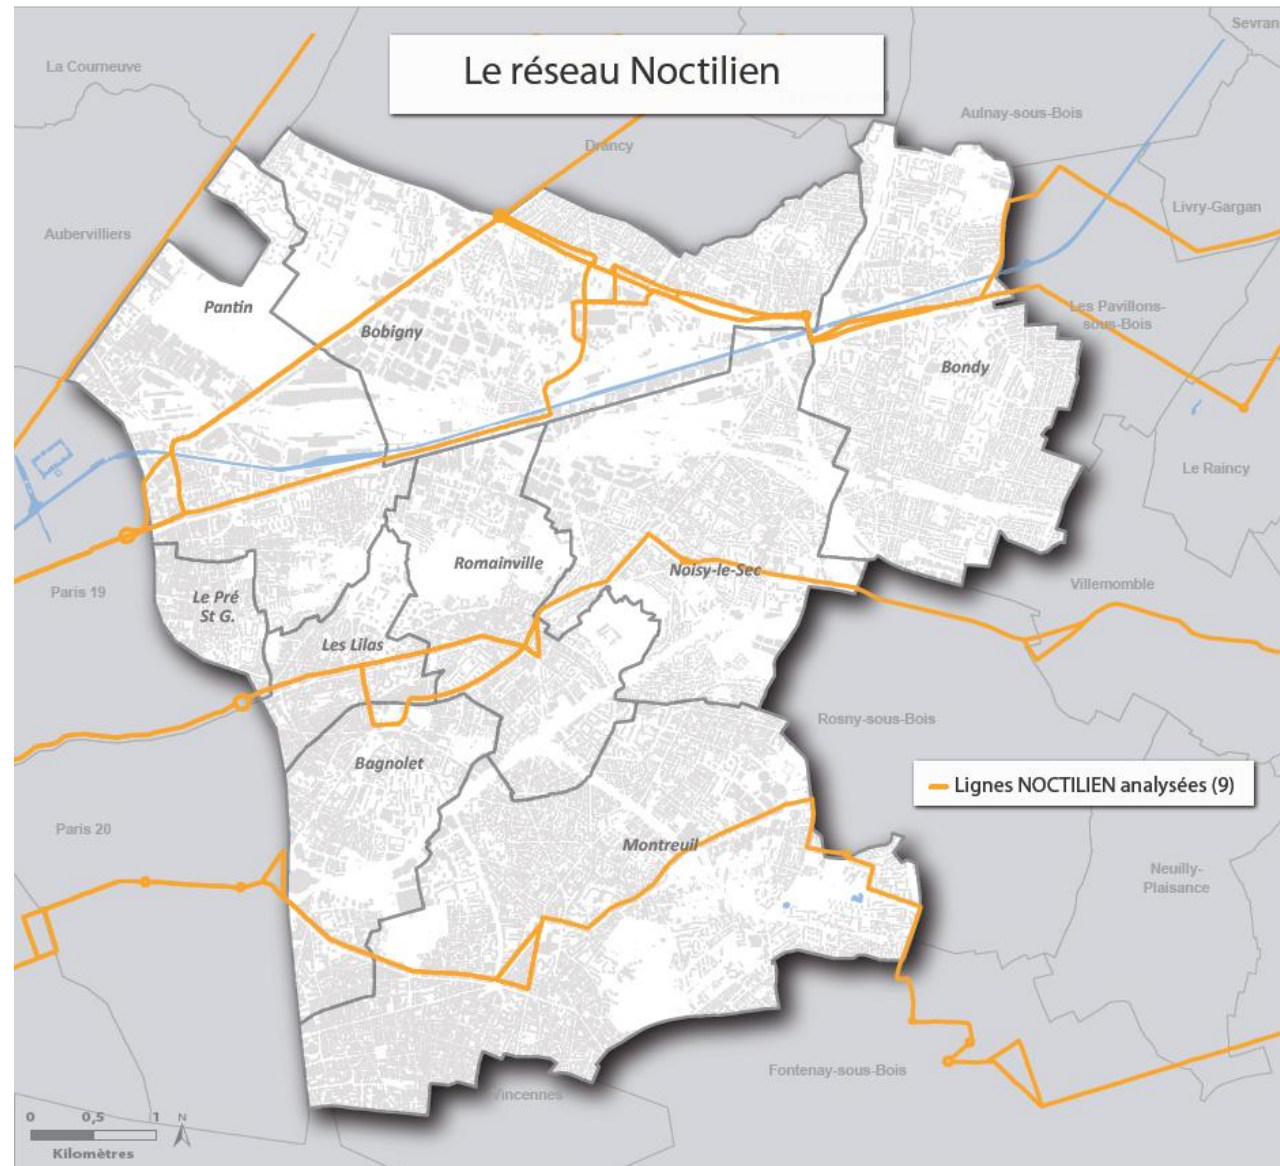 Le réseau Noctilien
Sevran
La Courneuve
Aulnay-sous-Bois
Drancy
Livry-Gargan
Aubervilliers
Pantin
Bobigny
Les Pavillons-
sous-Bois
Bondy
Le Raincy
Romainville
Noisy-le-Sec
Villemomble
Paris 19
Le Pré
St G.
Les Lilas
Rosny-sous-Bois
Bagnolet
Lignes NOCTILIEN analysées (9)
Paris 20
Montreuil
Neuilly-
Plaisance
Fontenay-sous-Bois
Vincennes
0 0,5 1 N
Kilomètres